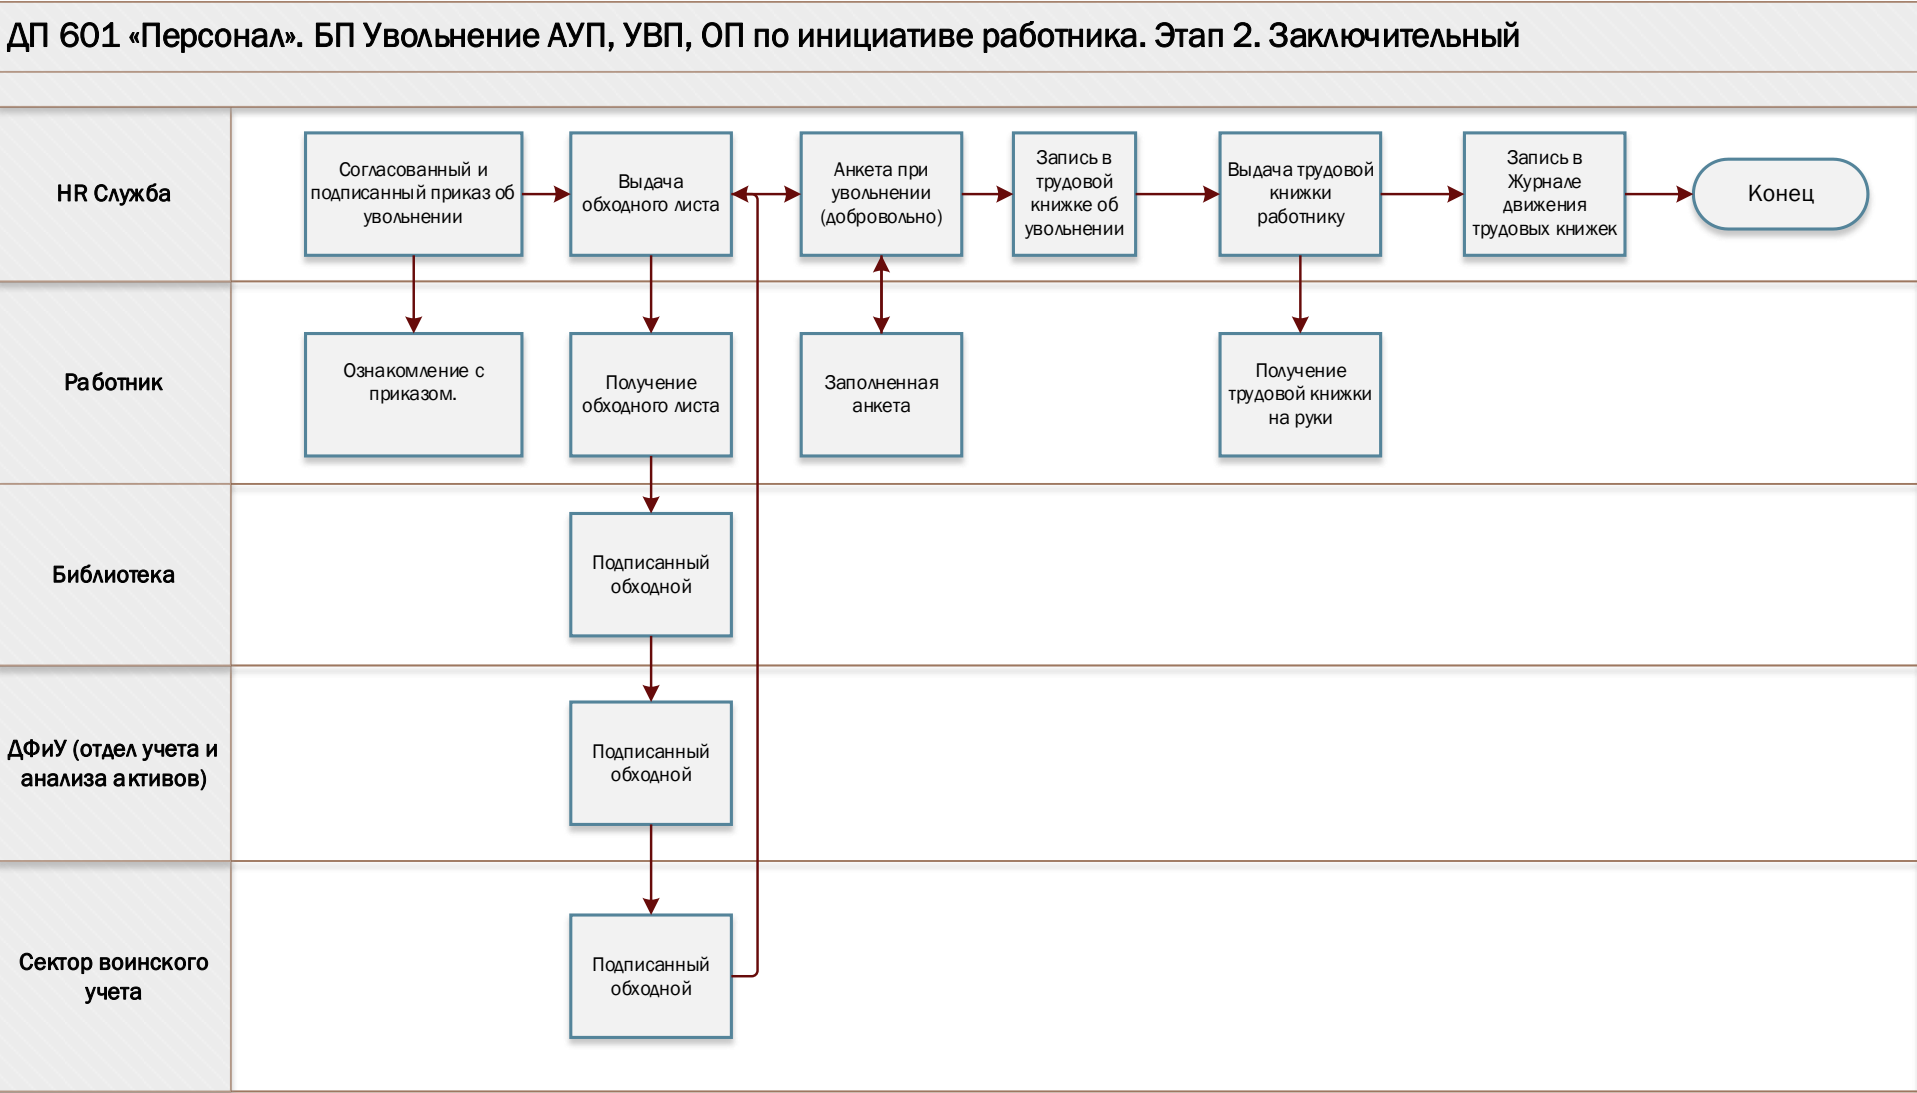 ДП 601 «Персонал». БП Увольнение АУП, УВП, ОП по инициативе работника. Этап 2. Заключительный
HR Служба
Согласованный и
подписанный приказ об
увольнении
Выдача
обходного листа
Анкета при
увольнении
(добровольно)
Запись в
трудовой
книжке об
увольнении
Выдача трудовой
книжки
работнику
Запись в
Журнале
движения
трудовых книжек
Конец
Работник
Ознакомление с
приказом.
Получение
обходного листа
Заполненная
анкета
Получение
трудовой книжки
на руки
Библиотека
Подписанный
обходной
ДФиУ (отдел учета и
анализа активов)
Подписанный
обходной
Сектор воинского
учета
Подписанный
обходной